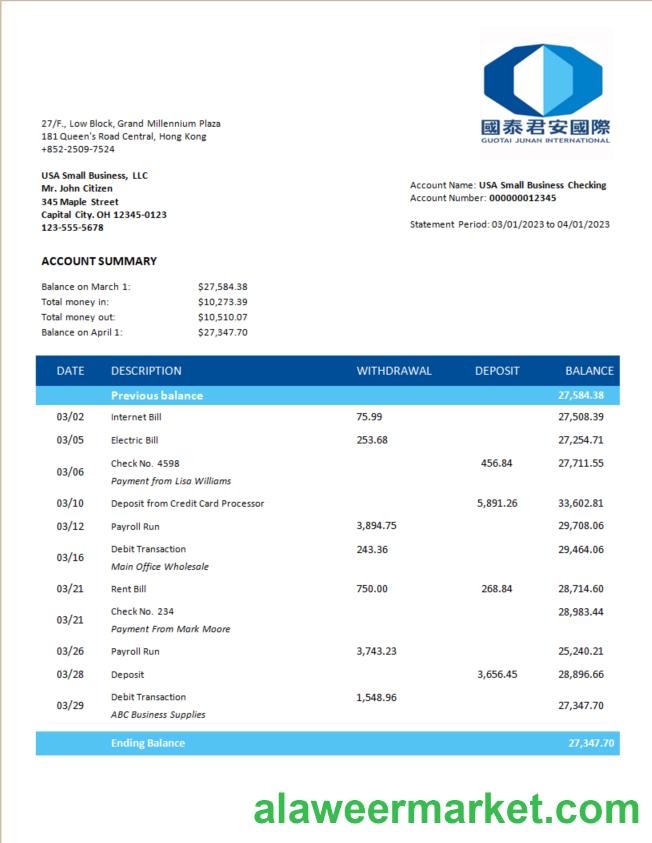 國泰君安國際
GUOTAI JUNAN INTERNATIONAL
27/F., Low Block, Grand Millennium Plaza
181 Queen's Road Central, Hong Kong
+852-2509-7524
USA Small Business, LLC
Mr. John Citizen
345 Maple Street
Capital City. OH 12345-0123
123-555-5678
Account Name: USA Small Business Checking
Account Number: 000000012345
Statement Period: 03/01/2023 to 04/01/2023
ACCOUNT SUMMARY
Balance on March 1: $27,584.38
Total money in: $10,273.39
Total money out: $10,510.07
Balance on April 1: $27,347.70
DATE DESCRIPTION WITHDRAWAL DEPOSIT BALANCE
Previous balance 27,584.38
03/02 Internet Bill 75.99 27,508.39
03/05 Electric Bill 253.68 27,254.71
03/06 Check No. 4598 456.84 27,711.55
Payment from Lisa Williams
03/10 Deposit from Credit Card Processor 5,891.26 33,602.81
03/12 Payroll Run 3,894.75 29,708.06
03/16 Debit Transaction 243.36 29,464.06
Main Office Wholesale
03/21 Rent Bill 750.00 268.84 28,714.60
03/21 Check No. 234 28,983.44
Payment From Mark Moore
03/26 Payroll Run 3,743.23 25,240.21
03/28 Deposit 3,656.45 28,896.66
03/29 Debit Transaction 1,548.96 27,347.70
ABC Business Supplies
Ending Balance 27,347.70
alaweermarket.com